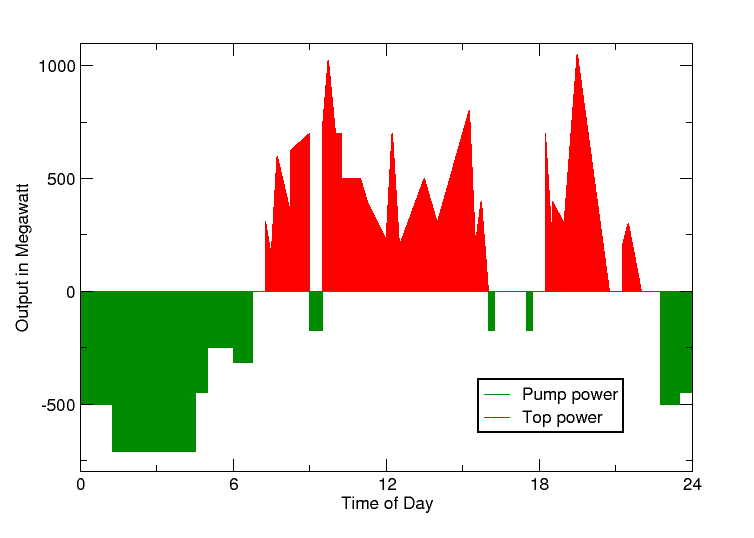 1000
500
0
-500
Output in Megawatt
Pump power
Top power
0 6 12 18 24
Time of Day